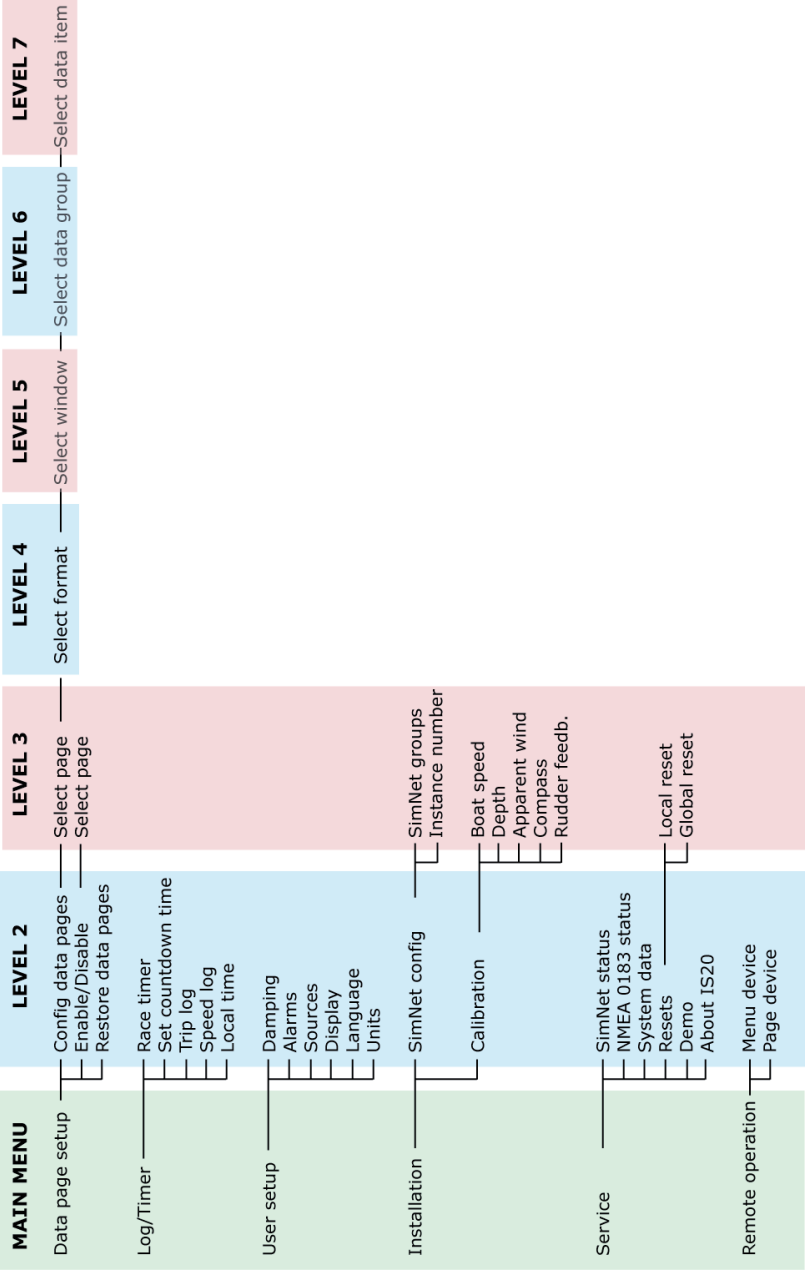 MAIN MENU LEVEL 2 LEVEL 3 LEVEL 4 LEVEL 5 LEVEL 6 LEVEL 7
Data page setup Config data pages Select page Select format Select window Select data group Select data item
Enable/Disable Select page
Restore data pages
Log/Timer Race timer
Set countdown time
Trip log
Speed log
Local time
User setup Damping
Alarms
Sources
Display
Language
Units
Installation SimNet config SimNet groups
Instance number
Calibration Boat speed
Depth
Apparent wind
Compass
Rudder feedb.
Service SimNet status
NMEA 0183 status
System data
Resets Local reset
Demo Global reset
About IS20
Remote operation Menu device
Page device